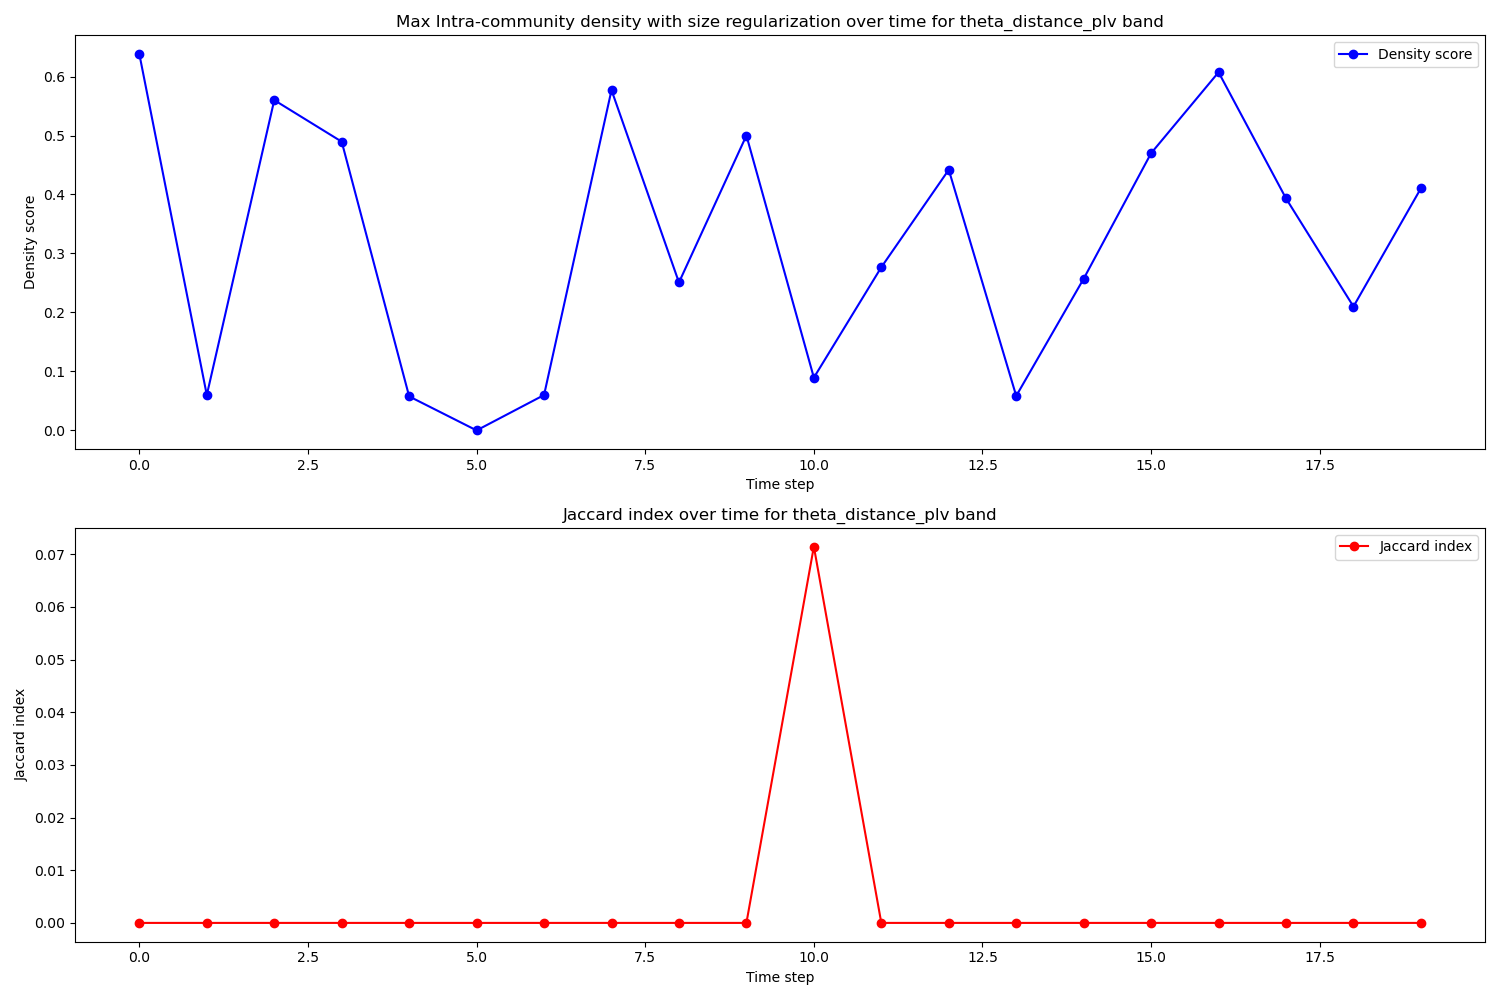 Max Intra-community density with size regularization over time for theta_distance_plv band
Density score
0.6
0.5
0.4
0.3
0.2
0.1
0.0
Density score
0.0 2.5 5.0 7.5 10.0 12.5 15.0 17.5
Time step
Jaccard index over time for theta_distance_plv band
Jaccard index
0.07
0.06
0.05
0.04
0.03
0.02
0.01
0.00
Jaccard index
0.0 2.5 5.0 7.5 10.0 12.5 15.0 17.5
Time step